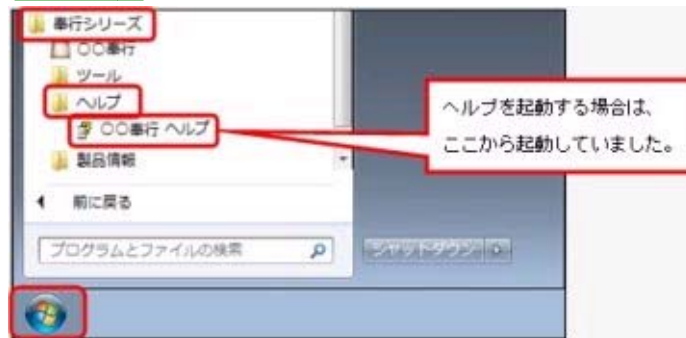 奉行シリーズ
〇〇奉行
ツール
ヘルプ
〇〇奉行 ヘルプ
製品情報
前に戻る
プログラムとファイルの検索
シャットダウン
ヘルプを起動する場合は、
ここから起動していました。